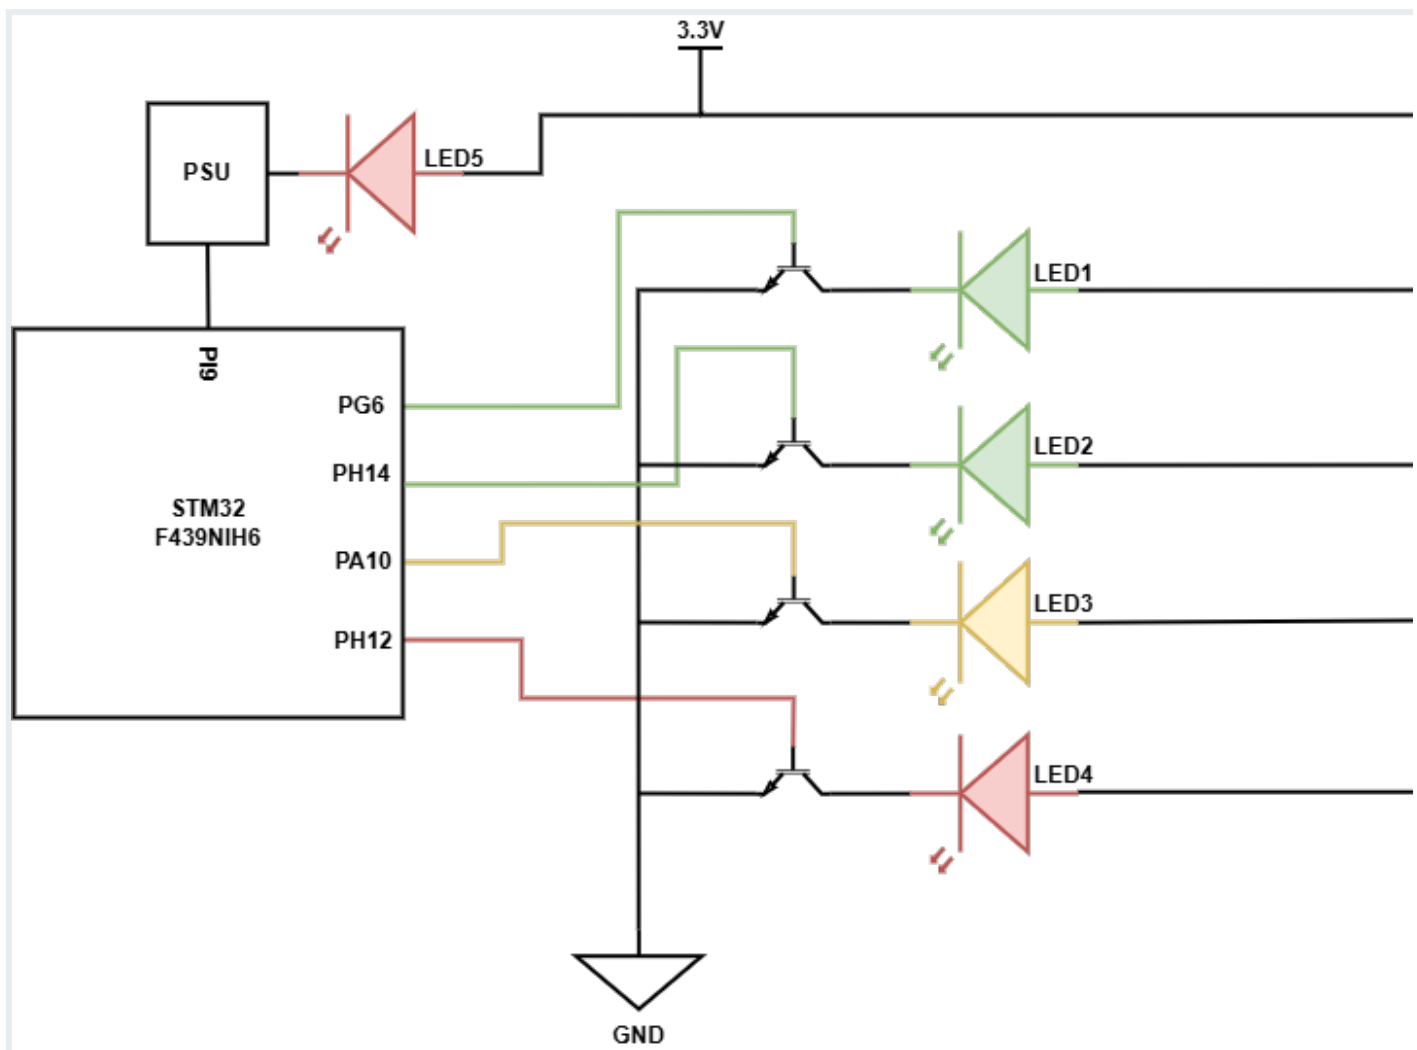 3.3V
PSU
LED5
LED1
PI9
PG6
LED2
PH14
STM32
F439NIH6
PA10
LED3
PH12
LED4
GND